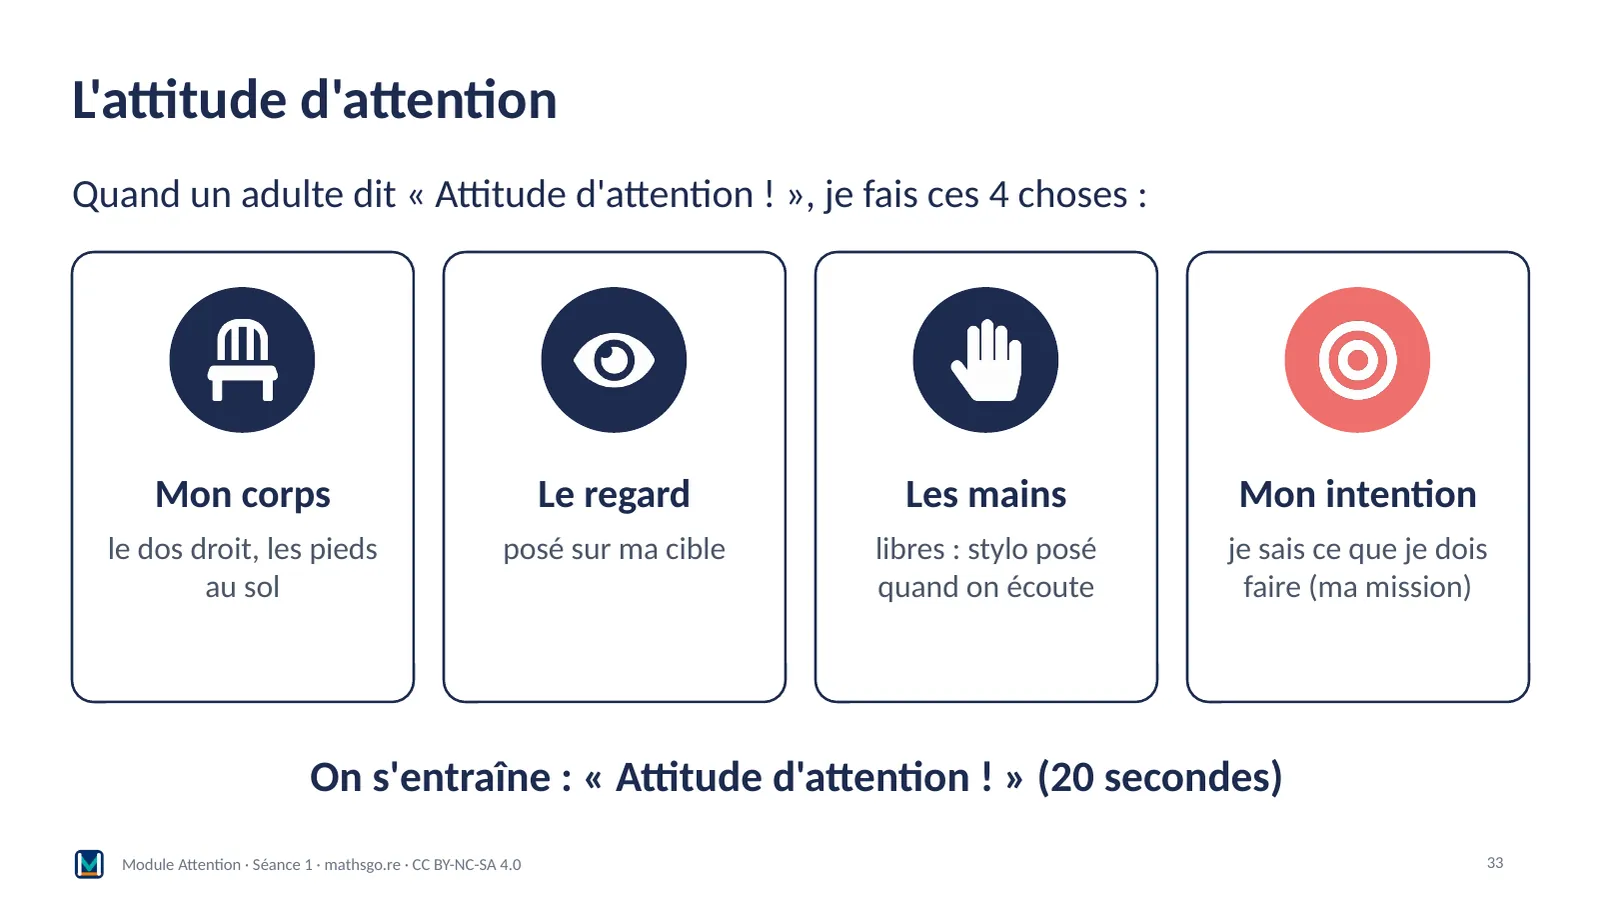 L'attitude d'attention
Quand un adulte dit « Attitude d'attention ! », je fais ces 4 choses :
Mon corps
le dos droit, les pieds
au sol
Le regard
posé sur ma cible
Les mains
libres : stylo posé
quand on écoute
Mon intention
je sais ce que je dois
faire (ma mission)
On s'entraîne : « Attitude d'attention ! » (20 secondes)
Module Attention · Séance 1 · mathsgo.re · CC BY-NC-SA 4.0
33